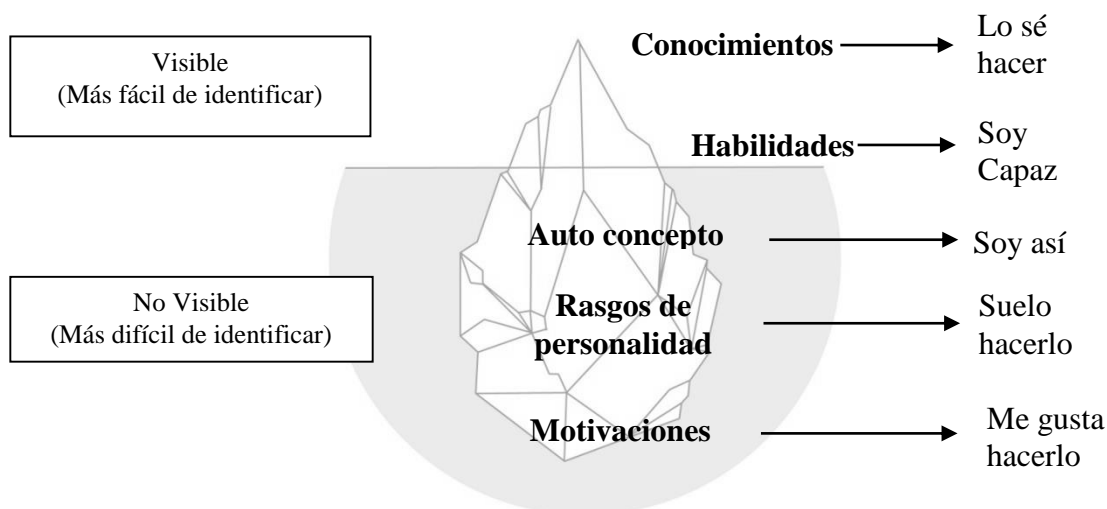 Visible
(Más fácil de identificar)
Conocimientos
Lo sé
hacer
Habilidades
Soy
Capaz
Auto concepto
Soy así
No Visible
(Más difícil de identificar)
Rasgos de
personalidad
Suelo
hacerlo
Motivaciones
Me gusta
hacerlo